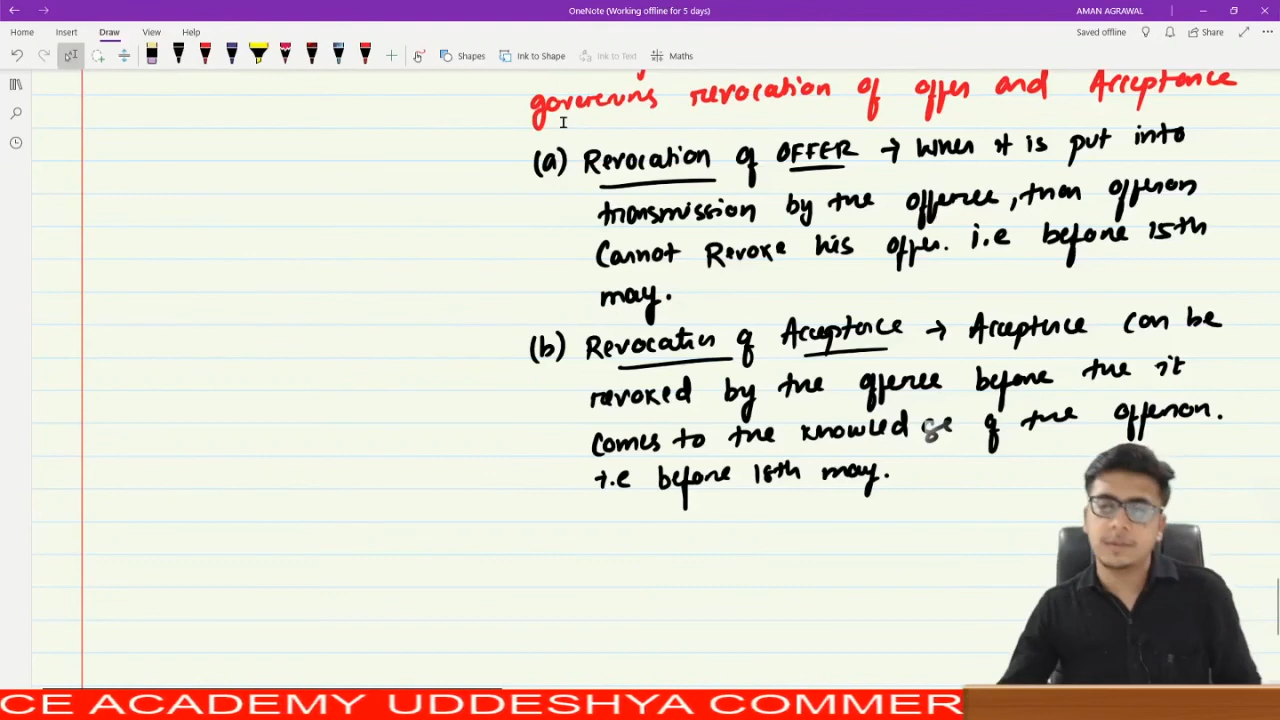 OneNote (Working offline for 5 days)
AMAN AGRAWAL
Home Insert Draw View Help
Saved offline
Share
Shapes
Ink to Shape
Ink to Text
Maths
governing revocation of offer and Acceptance
(a) Revocation of OFFER → When it is put into
transmission by the offeree, then offeror
Cannot Revoke his offer. i.e before 15th
may.
(b) Revocation of Acceptance → Acceptance can be
revoked by the offeree before the it
comes to the knowledge of the offeror.
i.e before 18th may.
CE ACADEMY UDDESHYA COMMER